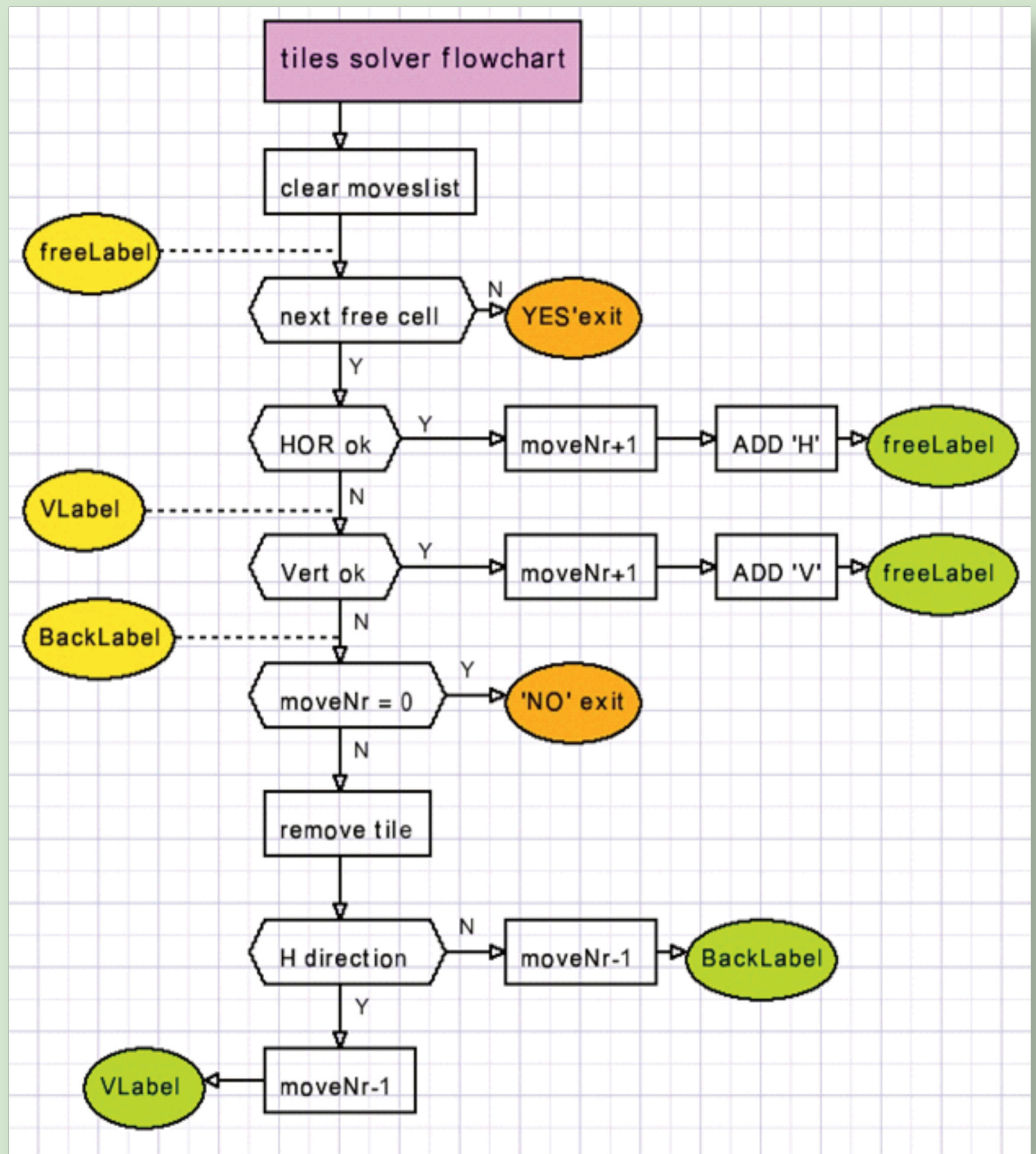 tiles solver flowchart
clear moveslist
freeLabel
next free cell
N
YES'exit
Y
HOR ok
Y
moveNr+1
ADD 'H'
freeLabel
N
VLabel
Vert ok
Y
moveNr+1
ADD 'V'
freeLabel
N
BackLabel
moveNr = 0
Y
'NO' exit
N
remove tile
H direction
N
moveNr-1
BackLabel
Y
VLabel
moveNr-1